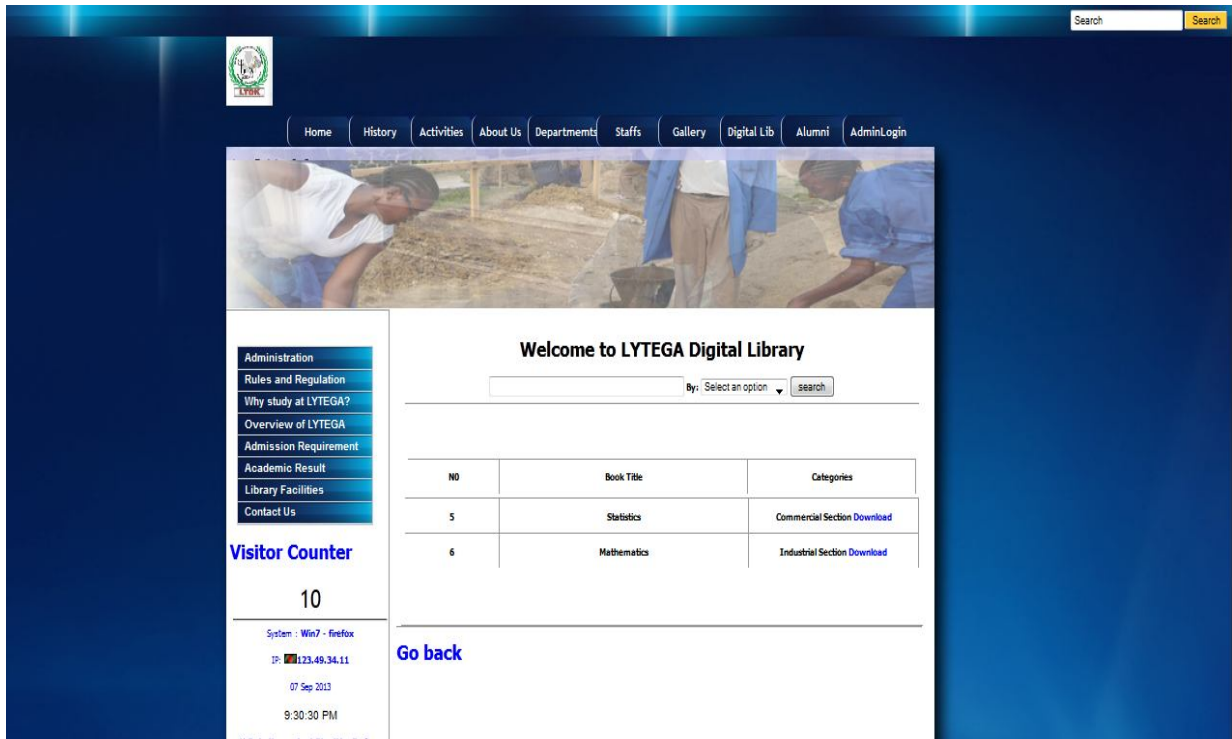 Search Search
LTBK
Home History Activities About Us Departmemts Staffs Gallery Digital Lib Alumni AdminLogin
Welcome to LYTEGA Digital Library
By: Select an option search
Administration
Rules and Regulation
Why study at LYTEGA?
Overview of LYTEGA
Admission Requirement
Academic Result
Library Facilities
Contact Us
N0 Book Title Categories
5 Statistics Commercial Section Download
6 Mathematics Industrial Section Download
Visitor Counter
10
System : Win7 - firefox
IP: 123.49.34.11
07 Sep 2013
9:30:30 PM
Go back